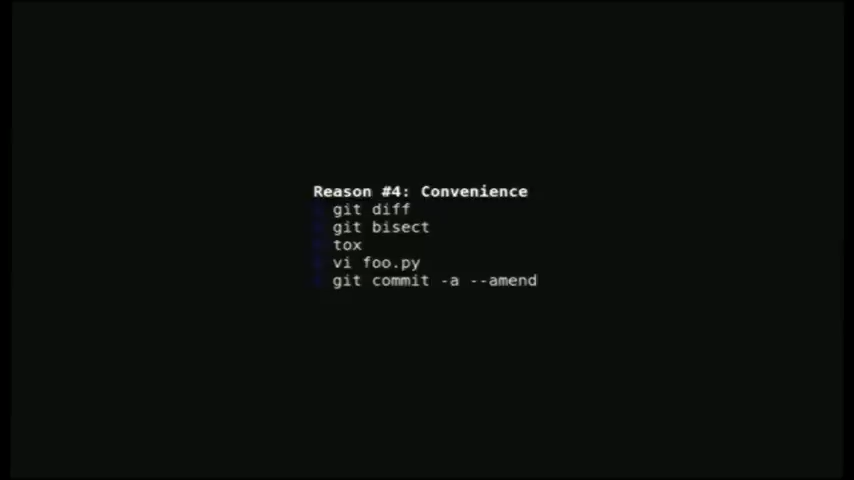 Reason #4: Convenience
git diff
git bisect
tox
vi foo.py
git commit -a --amend